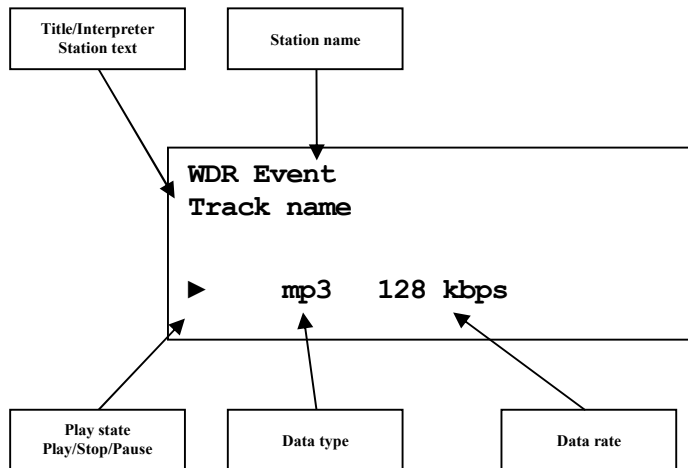 Title/Interpreter
Station text
Station name
WDR Event
Track name
► mp3 128 kbps
Play state
Play/Stop/Pause
Data type
Data rate